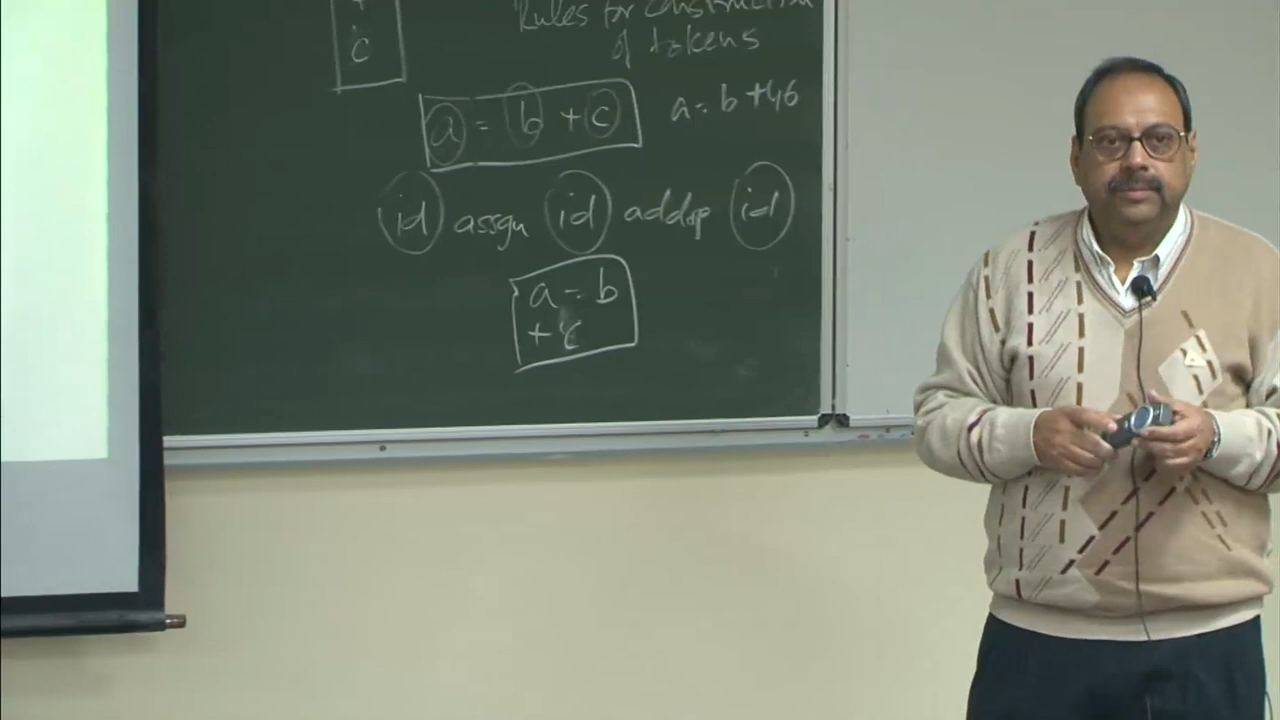 +
c
Rules for construction
of tokens
a = b + c
a = b + 46
id assgn id addop id
a = b
+ c